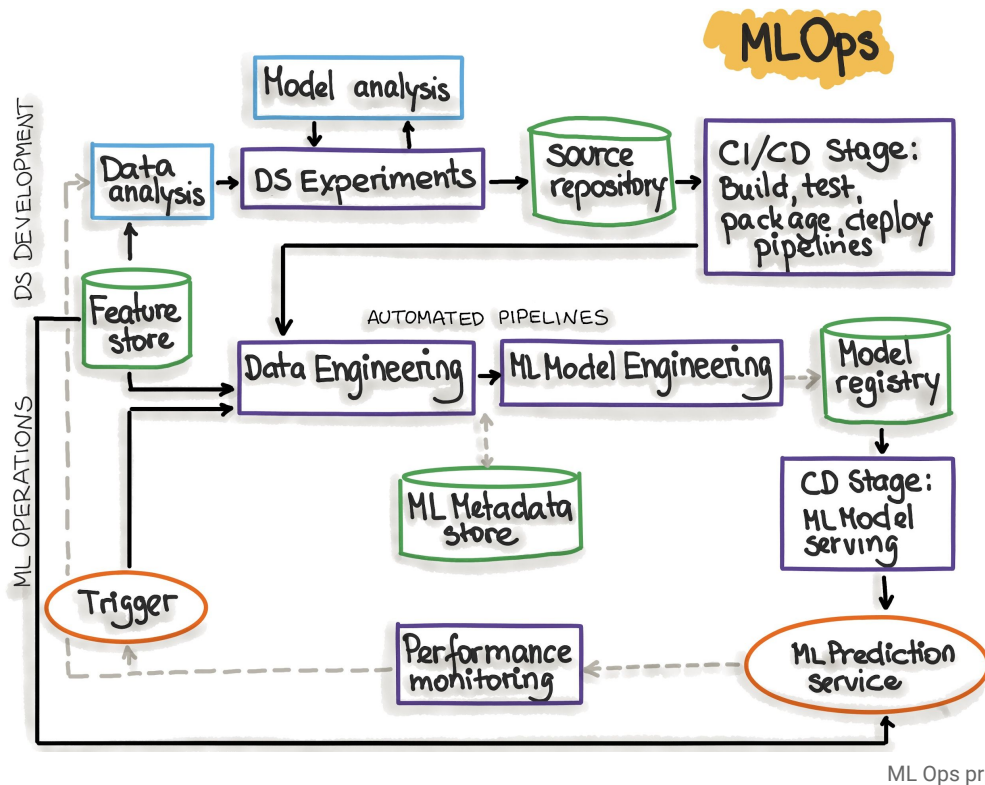 MLOps
Model analysis
DS DEVELOPMENT
Data
analysis
DS Experiments
source
repository
CI/CD Stage:
Build, test,
package, deploy
pipelines
Feature
store
AUTOMATED PIPELINES
Data Engineering
ML Model Engineering
Model
registry
ML OPERATIONS
ML Metadata
store
CD Stage:
ML Model
serving
Trigger
Performance
monitoring
ML Prediction
service
ML Ops pr